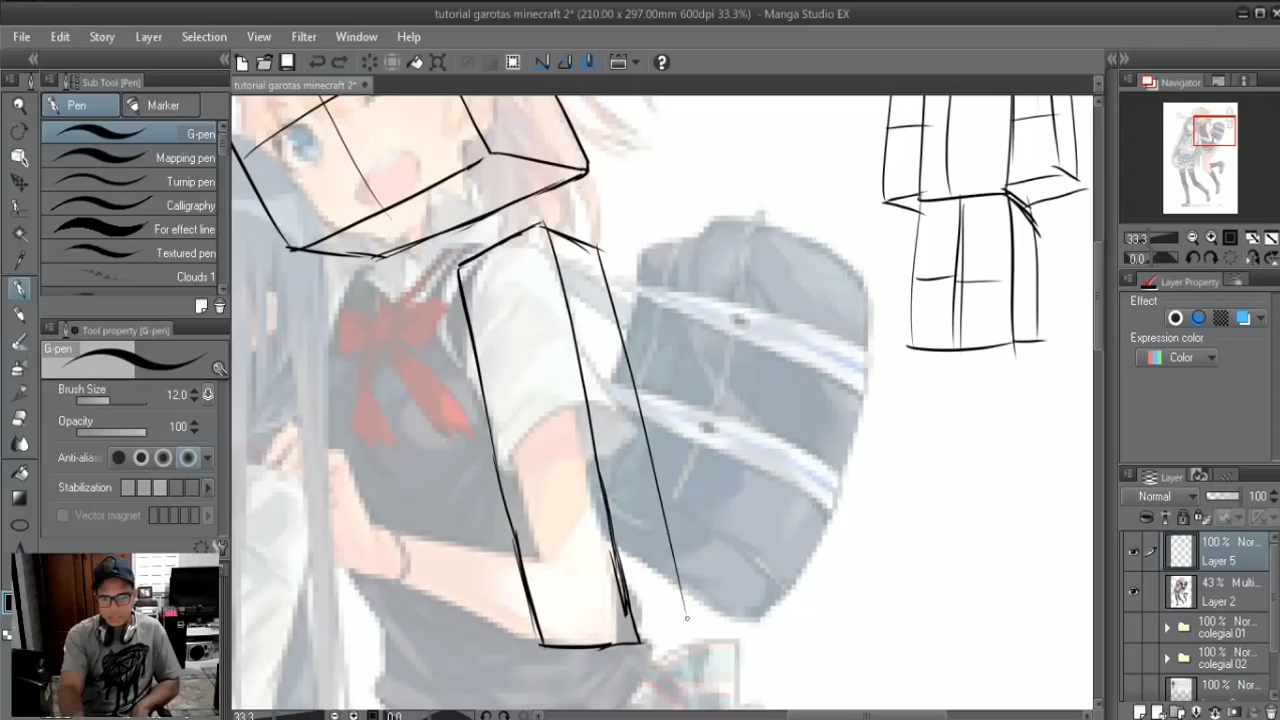 tutorial garotas minecraft 2* (210.00 x 297.00mm 600dpi 33.3%) - Manga Studio EX
File Edit Story Layer Selection View Filter Window Help
Sub Tool [Pen]
tutorial garotas minecraft 2*
Navigator
Pen Marker
G-pen
Mapping pen
Turnip pen
Calligraphy
For effect line
Textured pen
Clouds 1
33.3
0.0
Layer Property
Effect
Expression color
Color
Tool property [G-pen]
G-pen
Brush Size 12.0
Opacity 100
Anti-alias
Stabilization
Vector magnet
Layer
Normal 100
100% Nor...
Layer 5
43% Multi...
Layer 2
100% Nor...
colegial 01
100% Nor...
colegial 02
100% Nor...
33.3 0.0